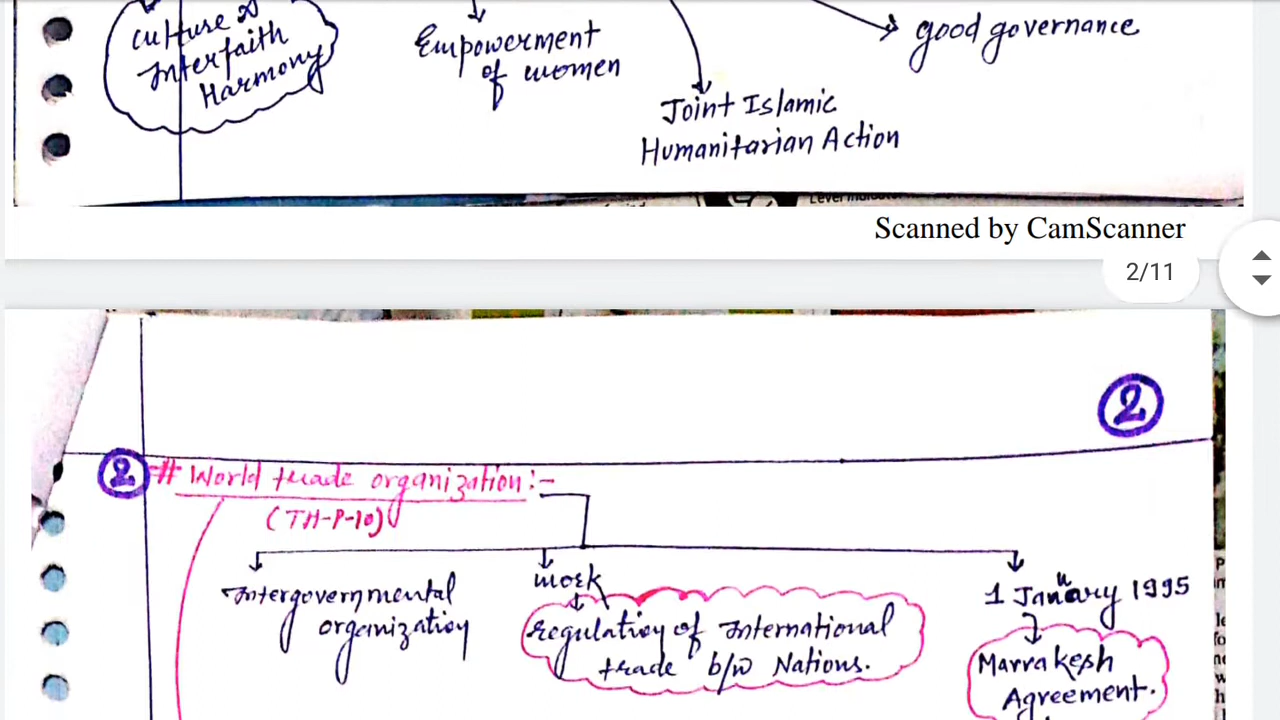 culture &
Interfaith
Harmony
Empowerment
of women
Joint Islamic
Humanitarian Action
good governance
Scanned by CamScanner
2/11
2
2 # World trade organization:-
(TH-P-10)
Intergovernmental
organization
work
regulation of International
trade b/w Nations.
1 January 1995
Marrakesh
Agreement.